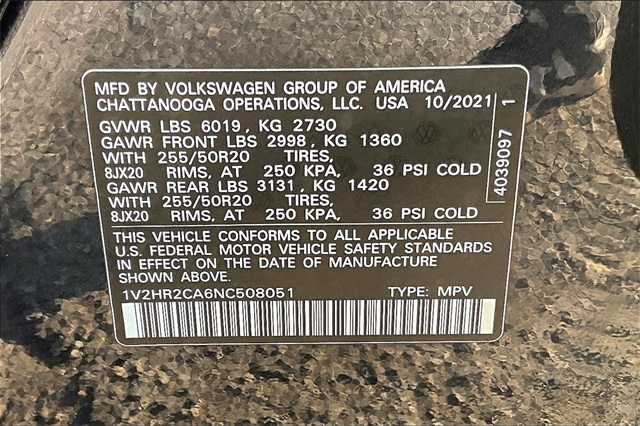 MFD BY VOLKSWAGEN GROUP OF AMERICA
CHATTANOOGA OPERATIONS, LLC. USA 10/2021
GVWR LBS 6019, KG 2730
GAWR FRONT LBS 2998, KG 1360
WITH 255/50R20 TIRES,
8JX20 RIMS, AT 250 KPA, 36 PSI COLD
GAWR REAR LBS 3131, KG 1420
WITH 255/50R20 TIRES,
8JX20 RIMS, AT 250 KPA, 36 PSI COLD
THIS VEHICLE CONFORMS TO ALL APPLICABLE
U.S. FEDERAL MOTOR VEHICLE SAFETY STANDARDS
IN EFFECT ON THE DATE OF MANUFACTURE
SHOWN ABOVE.
1V2HR2CA6NC508051 TYPE: MPV
4039097 1